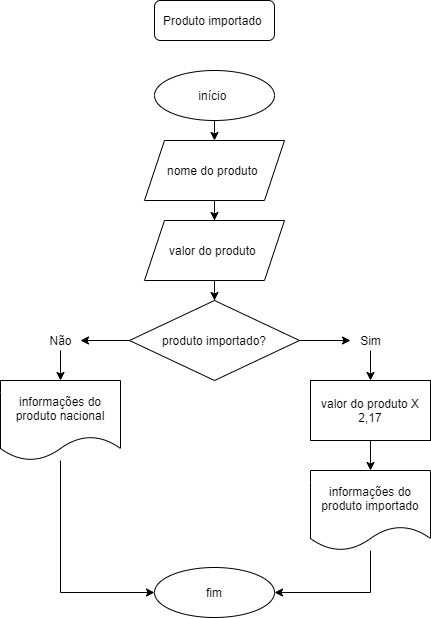 Produto importado
início
nome do produto
valor do produto
produto importado?
Não
Sim
informações do
produto nacional
valor do produto X
2,17
informações do
produto importado
fim